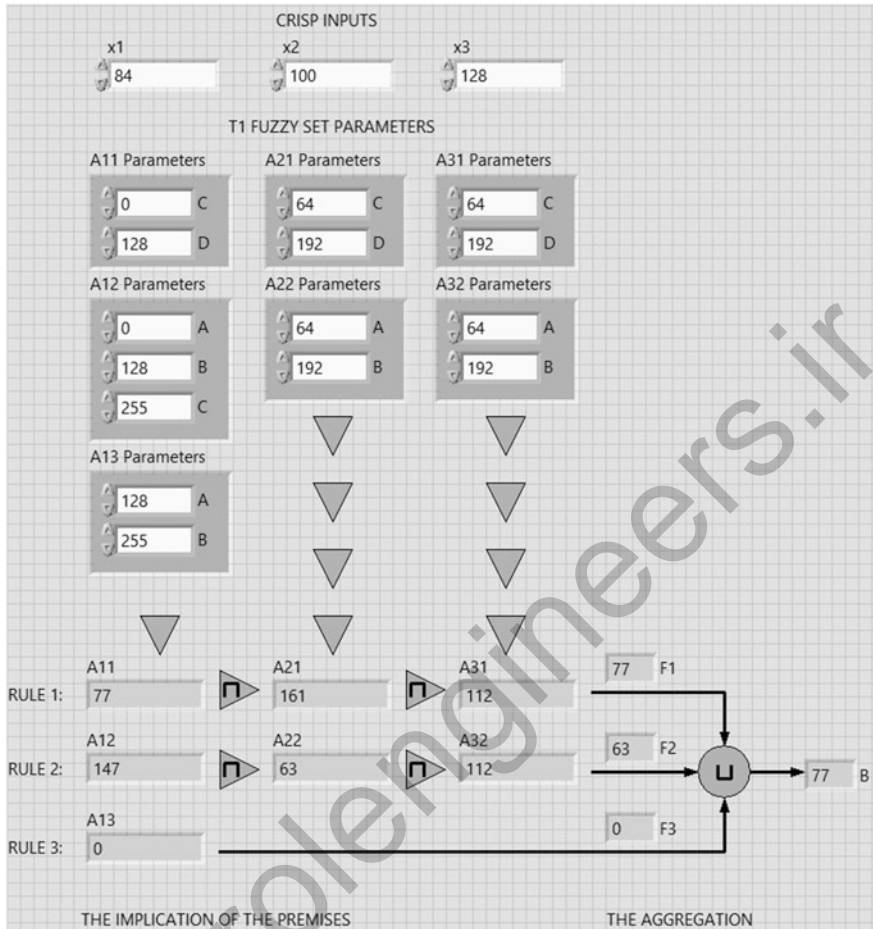 CRISP INPUTS
x1 x2 x3
84 100 128
T1 FUZZY SET PARAMETERS
A11 Parameters A21 Parameters A31 Parameters
0 C 64 C 64 C
128 D 192 D 192 D
A12 Parameters A22 Parameters A32 Parameters
0 A 64 A 64 A
128 B 192 B 192 B
255 C
A13 Parameters
128 A
255 B
A11 A21 A31 77 F1
RULE 1: 77 ⊓ 161 ⊓ 112
A12 A22 A32 63 F2
RULE 2: 147 ⊓ 63 ⊓ 112 ⊔ 77 B
A13 0 F3
RULE 3: 0
THE IMPLICATION OF THE PREMISES THE AGGREGATION
rolengineers.ir